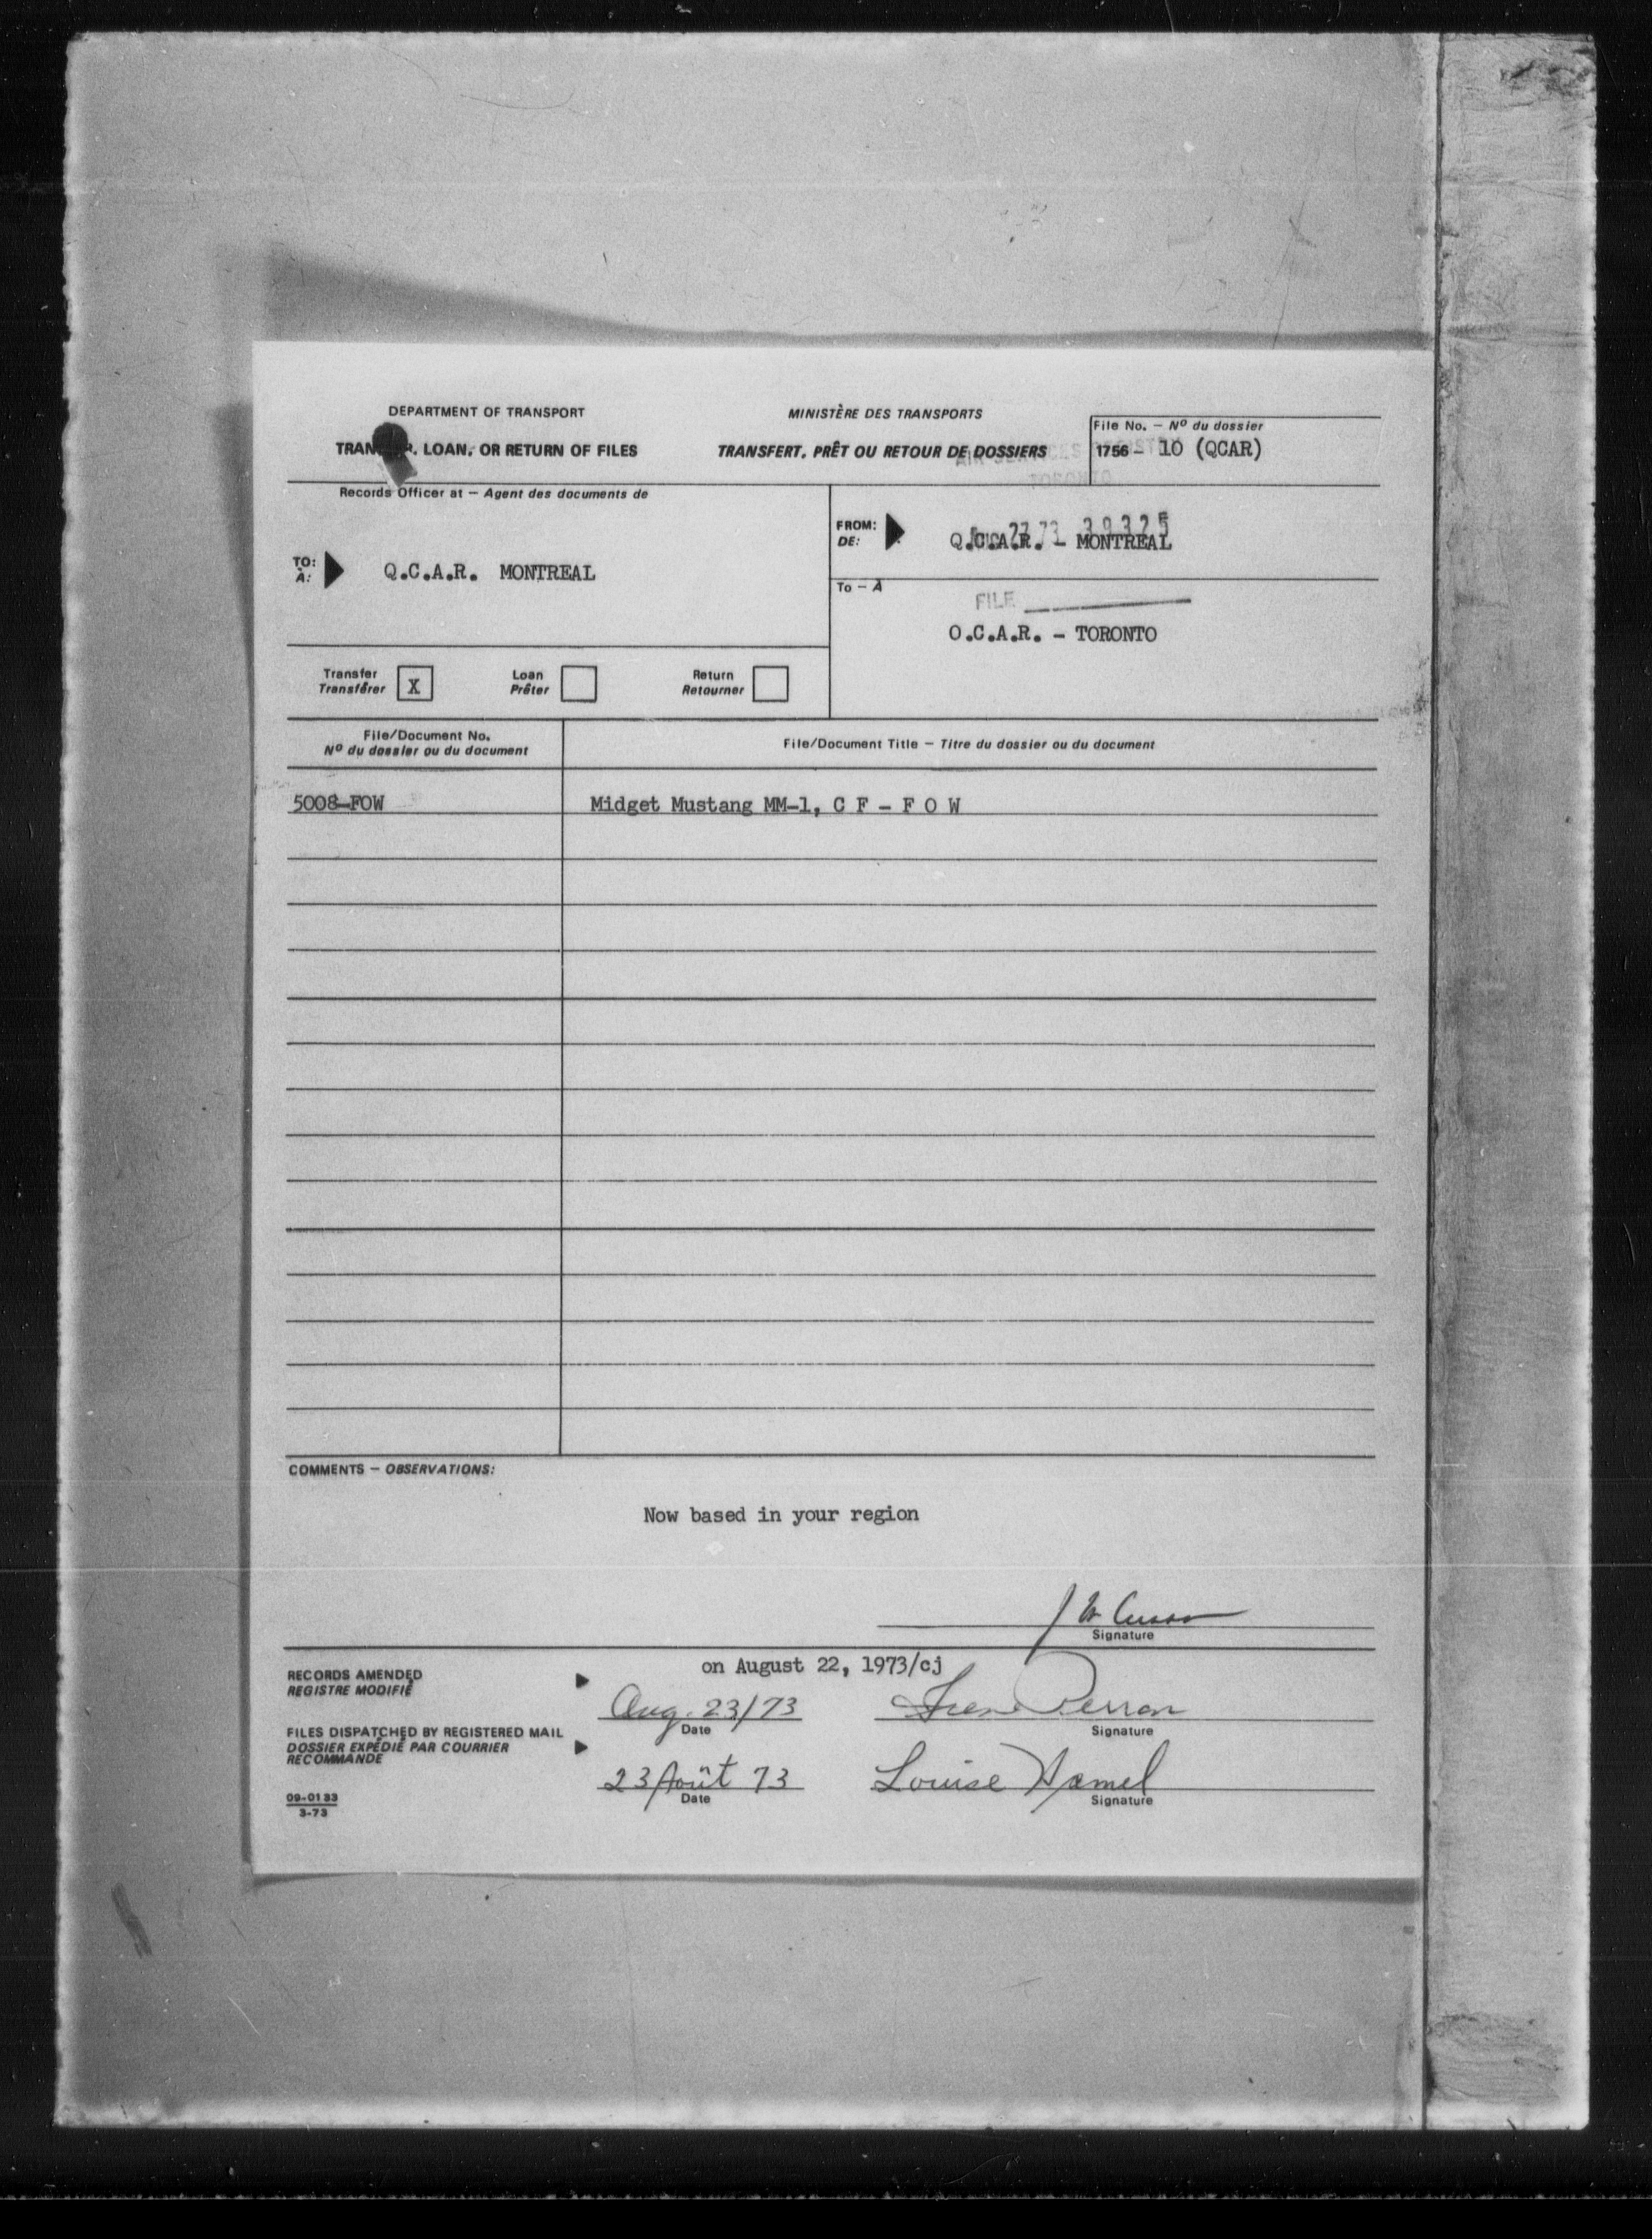 DEPARTMENT OF TRANSPORT
MINISTÈRE DES TRANSPORTS
File No. — Nº du dossier
LOAN, OR RETURN OF FILES
TRANSFERT, PRÊT OU RETOUR DE DOSSIERS
1756 - 10 (QCAR)
TORONTO
Records Officer at — Agent des documents de
FROM:
DE:
39325
Q.C.A.R. - MONTREAL
TO:
À:
Q.C.A.R. MONTREAL
To — À
FILE
O.C.A.R. - TORONTO
Transfer
Transférer
X
Loan
Prêter
Return
Retourner
File/Document No.
Nº du dossier ou du document
File/Document Title — Titre du dossier ou du document
5008-FOW
Midget Mustang MM-1, C F - F O W
COMMENTS — OBSERVATIONS:
Now based in your region
Signature
on August 22, 1973/cj
RECORDS AMENDED
REGISTRE MODIFIÉ
Aug. 23/73
Perron
Date
Signature
FILES DISPATCHED BY REGISTERED MAIL
DOSSIER EXPÉDIÉ PAR COURRIER
RECOMMANDE
23 Août 73
Louise Hamel
Date
Signature
09-0133
3-73